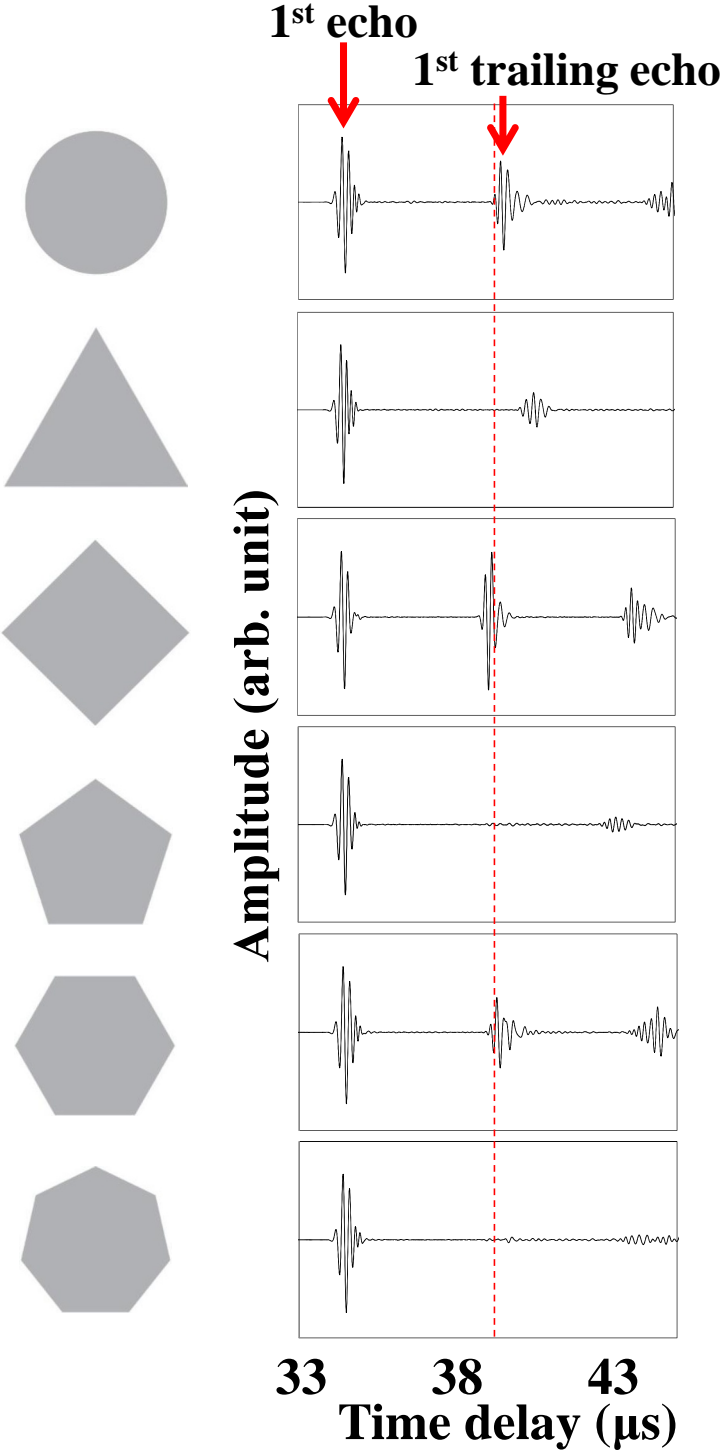 1st echo
1st trailing echo
Amplitude (arb. unit)
33 38 43
Time delay (μs)